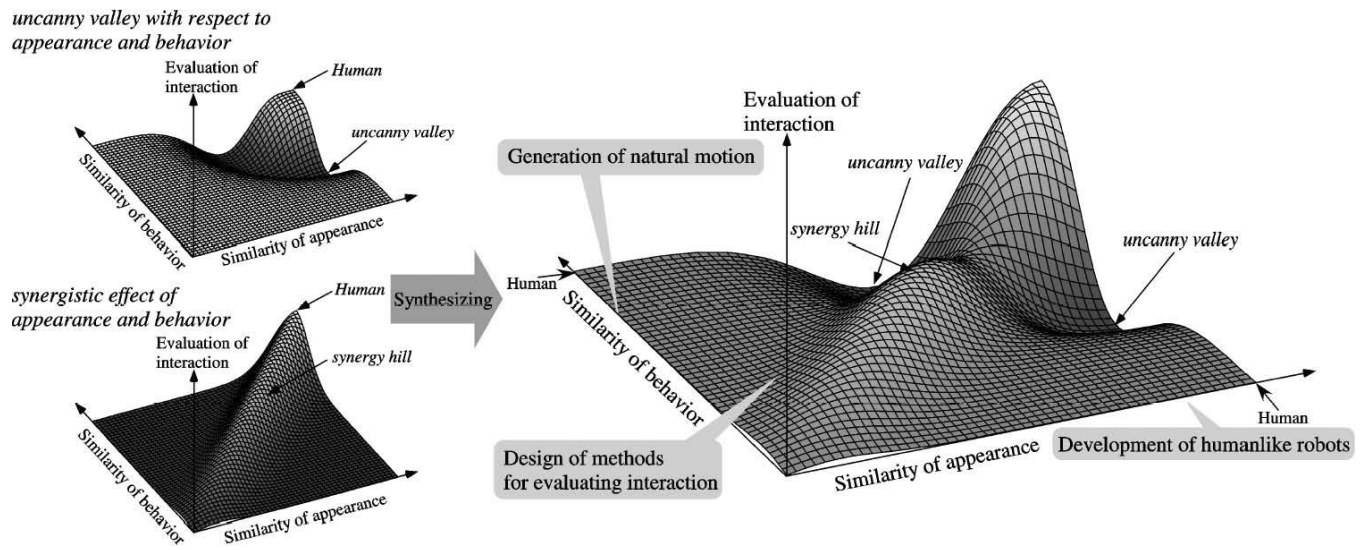 uncanny valley with respect to
appearance and behavior
Evaluation of
interaction
Human
uncanny valley
Similarity of behavior
Similarity of appearance
synergistic effect of
appearance and behavior
Evaluation of
interaction
Human
synergy hill
Similarity of behavior
Similarity of appearance
Synthesizing
Evaluation of
interaction
Generation of natural motion
uncanny valley
synergy hill
uncanny valley
Human
Similarity of behavior
Design of methods
for evaluating interaction
Similarity of appearance
Human
Development of humanlike robots